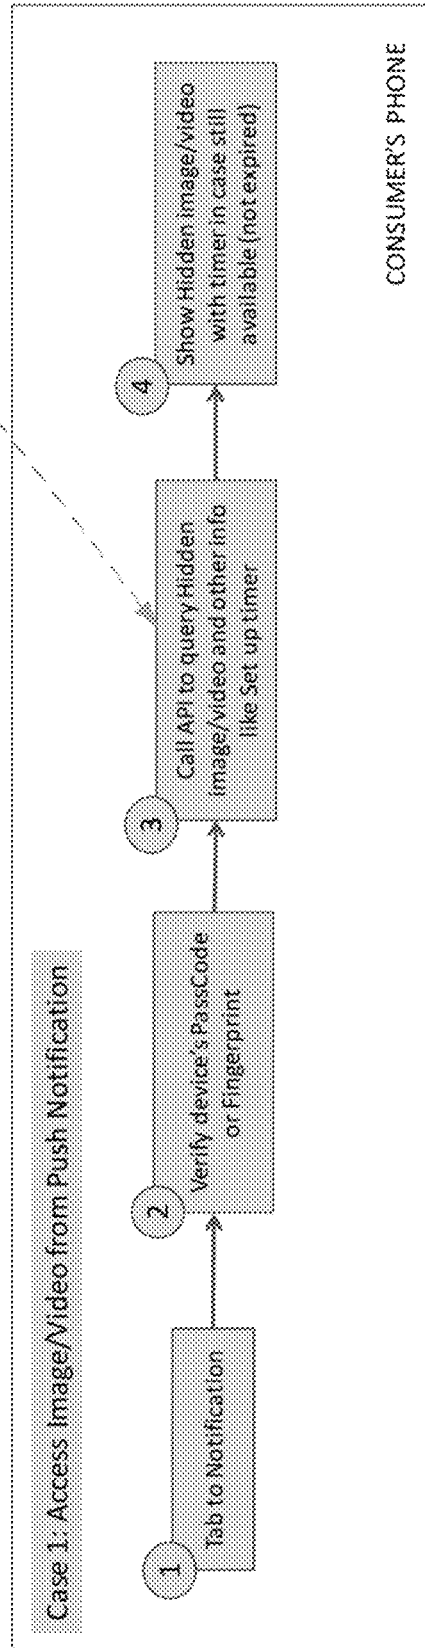 Case 1: Access Image/Video from Push Notification
1
Tab to Notification
2
Verify device's PassCode
or Fingerprint
3
Call API to query Hidden
image/video and other info
like Set up timer
4
Show Hidden image/video
with timer in case still
available (not expired)
CONSUMER'S PHONE